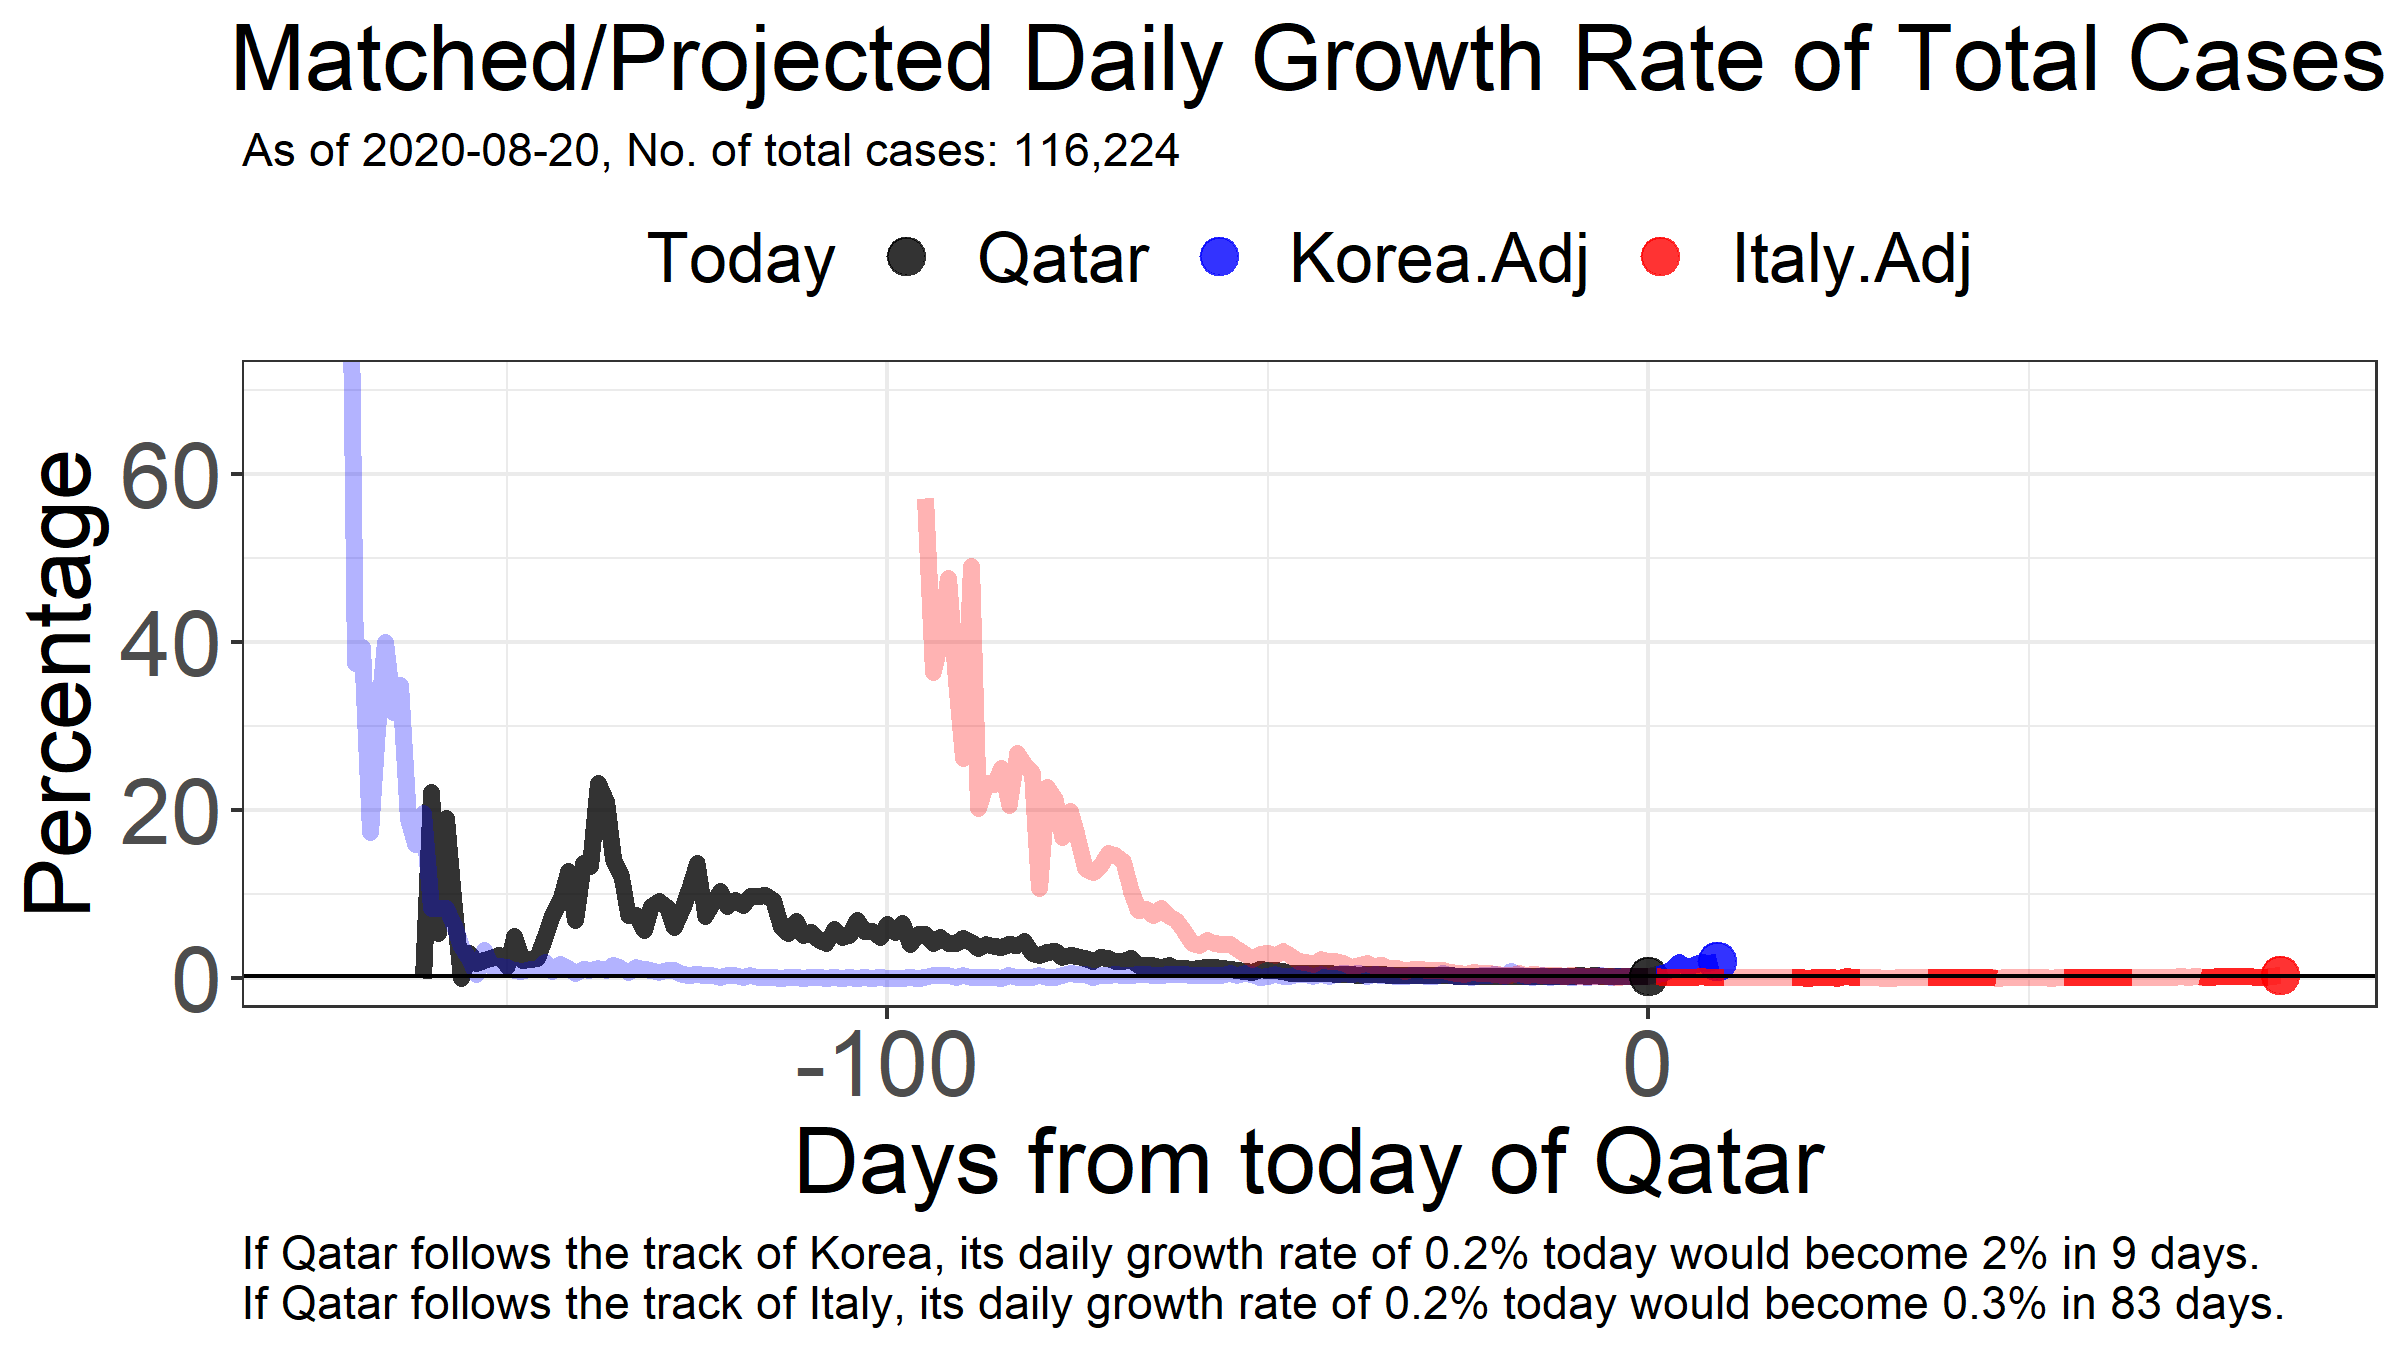 Matched/Projected Daily Growth Rate of Total Cases
As of 2020-08-20, No. of total cases: 116,224
Today Qatar Korea.Adj Italy.Adj
Percentage
60
40
20
0
-100 0
Days from today of Qatar
If Qatar follows the track of Korea, its daily growth rate of 0.2% today would become 2% in 9 days.
If Qatar follows the track of Italy, its daily growth rate of 0.2% today would become 0.3% in 83 days.